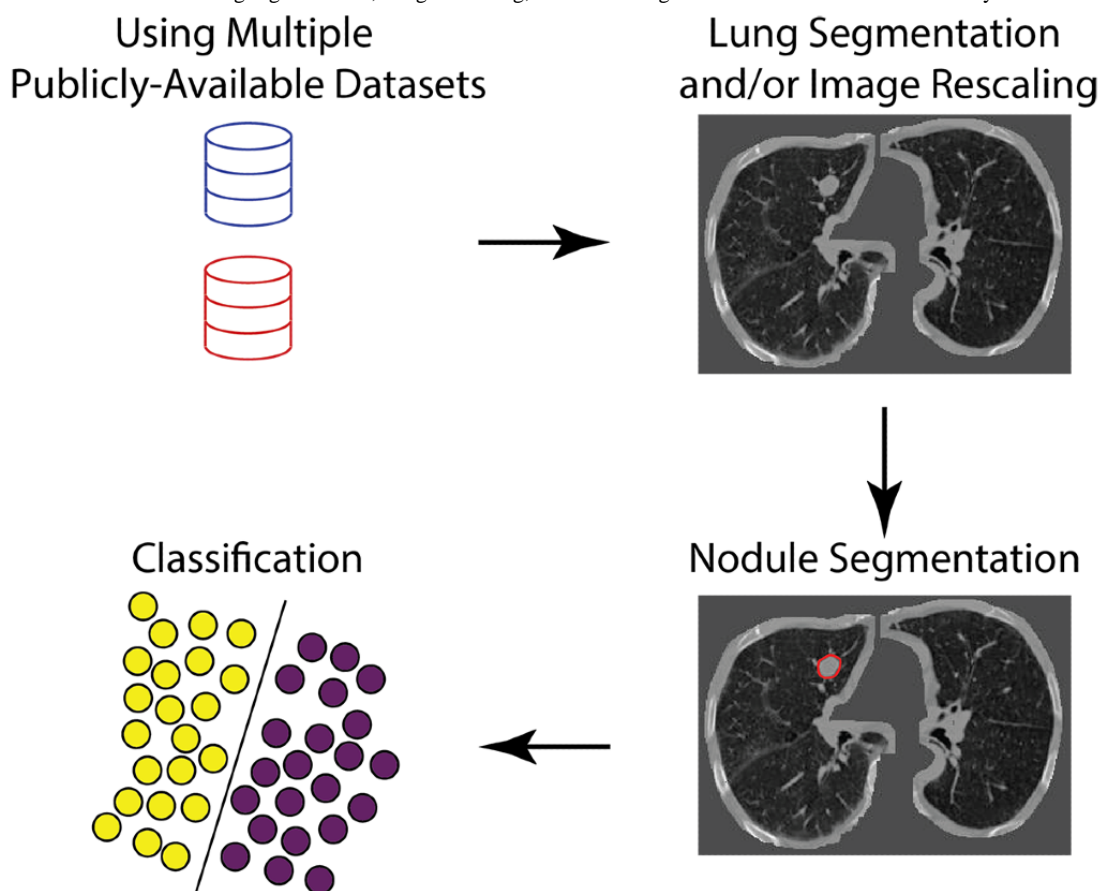 Using Multiple
Publicly-Available Datasets
Lung Segmentation
and/or Image Rescaling
Classification
Nodule Segmentation